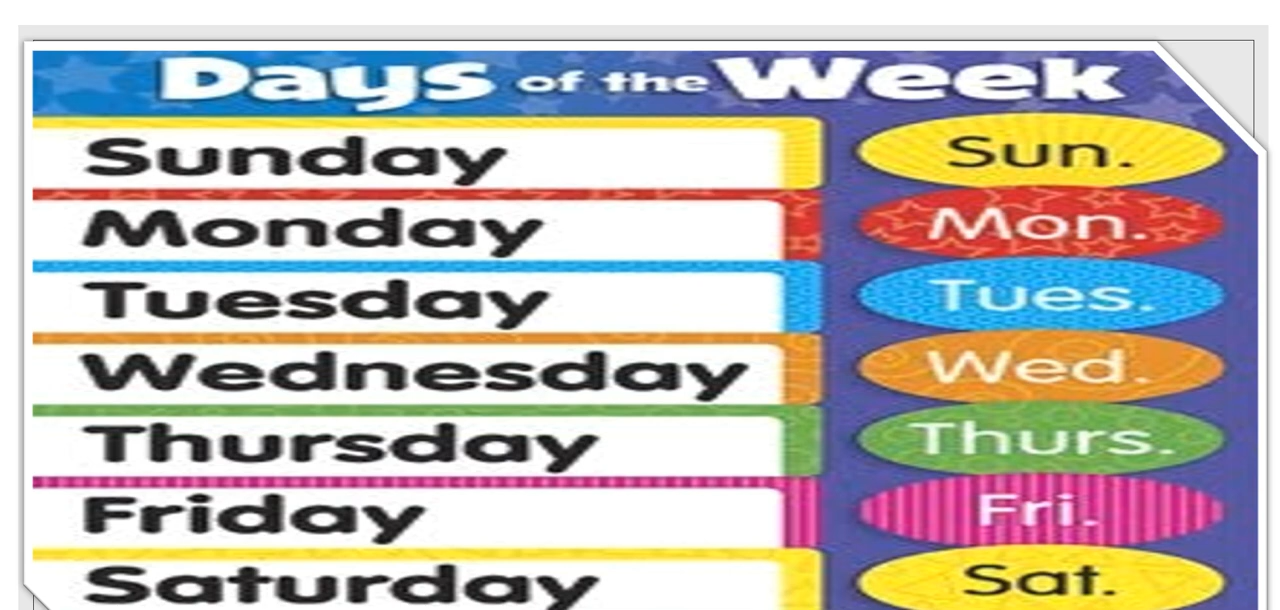 Days of the Week
Sunday Sun.
Monday Mon.
Tuesday Tues.
Wednesday Wed.
Thursday Thurs.
Friday Fri.
Saturday Sat.